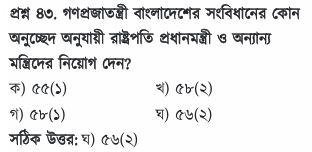 প্রশ্ন ৪৩. গণপ্রজাতন্ত্রী বাংলাদেশের সংবিধানের কোন
অনুচ্ছেদ অনুযায়ী রাষ্ট্রপতি প্রধানমন্ত্রী ও অন্যান্য
মন্ত্রিদের নিয়োগ দেন?
ক) ৫৫(১) খ) ৫৮(২)
গ) ৫৮(১) ঘ) ৫৬(২)
সঠিক উত্তর: ঘ) ৫৬(২)